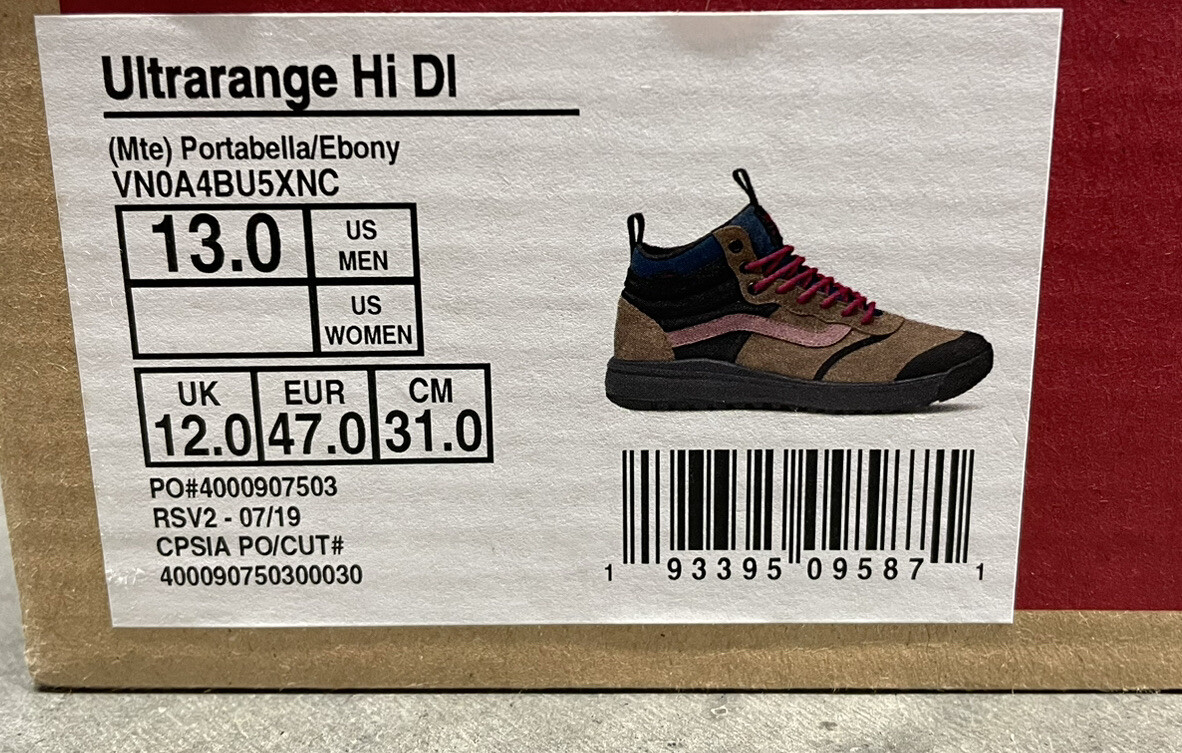 Ultrarange Hi DI
(Mte) Portabella/Ebony
VN0A4BU5XNC
13.0 US MEN
US WOMEN
UK EUR CM
12.0 47.0 31.0
PO#4000907503
RSV2 - 07/19
CPSIA PO/CUT#
400090750300030
1 93395 09587 1